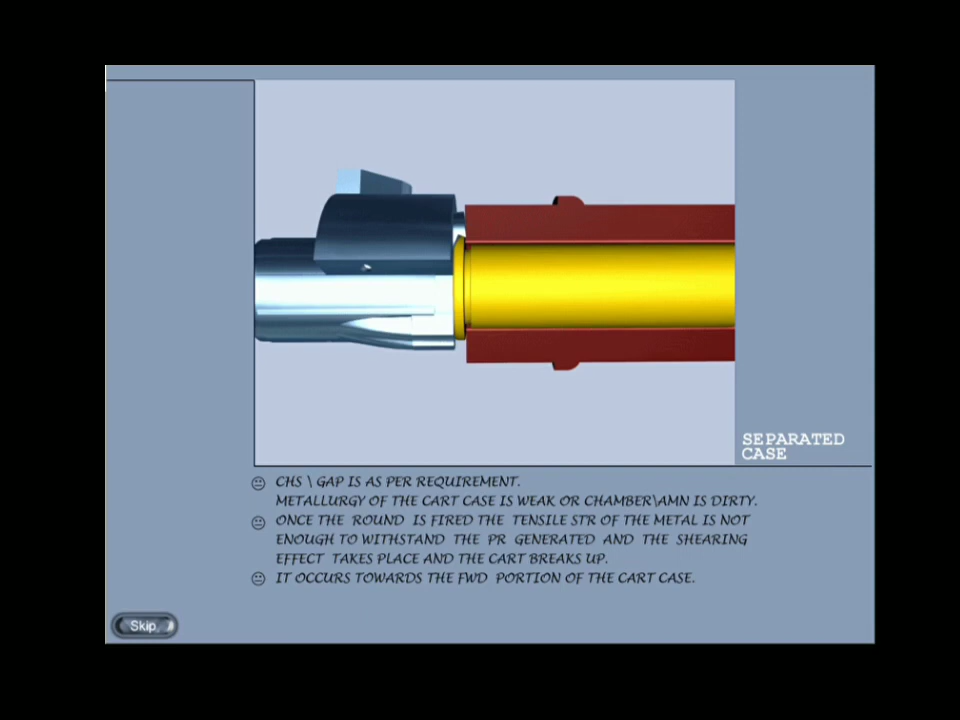 SEPARATED
CASE
CHS \ GAP IS AS PER REQUIREMENT.
METALLURGY OF THE CART CASE IS WEAK OR CHAMBER\AMN IS DIRTY.
ONCE THE ROUND IS FIRED THE TENSILE STR OF THE METAL IS NOT
ENOUGH TO WITHSTAND THE PR GENERATED AND THE SHEARING
EFFECT TAKES PLACE AND THE CART BREAKS UP.
IT OCCURS TOWARDS THE FWD PORTION OF THE CART CASE.
Skip